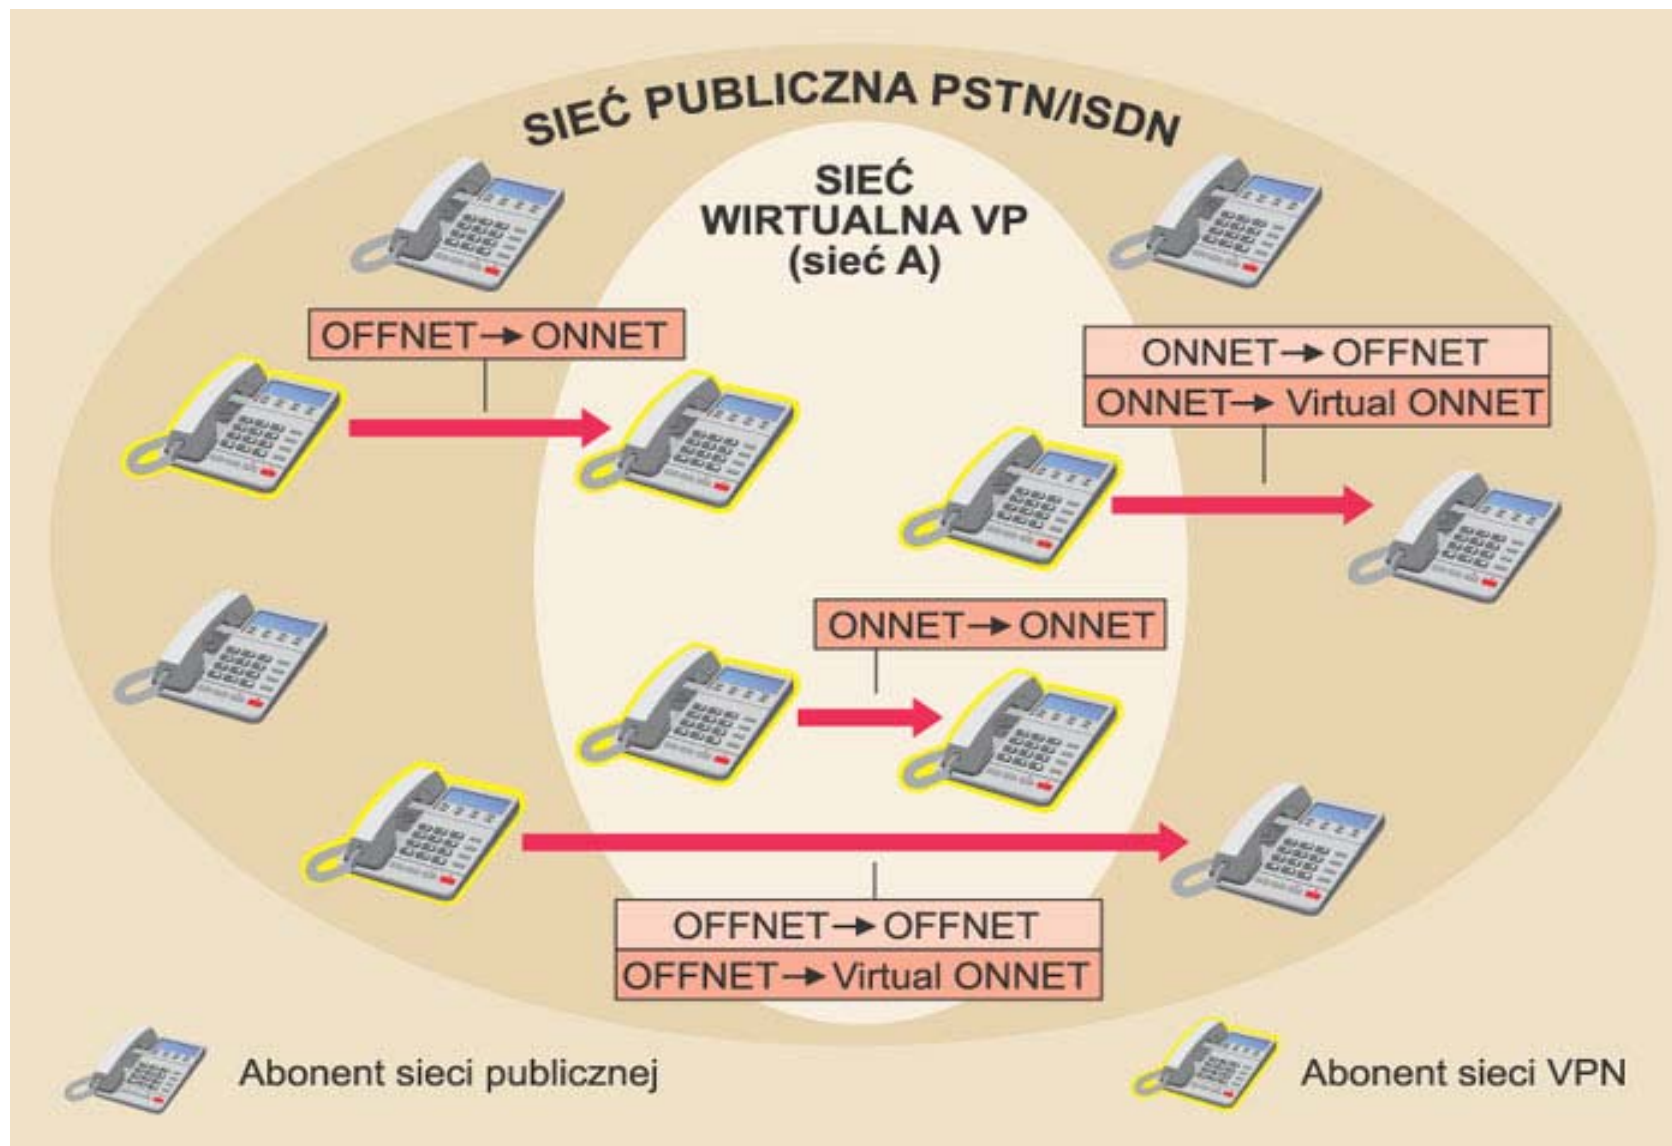 SIEĆ PUBLICZNA PSTN/ISDN
SIEĆ
WIRTUALNA VP
(sieć A)
OFFNET→ONNET
ONNET→OFFNET
ONNET→Virtual ONNET
ONNET→ONNET
OFFNET→OFFNET
OFFNET→Virtual ONNET
Abonent sieci publicznej
Abonent sieci VPN